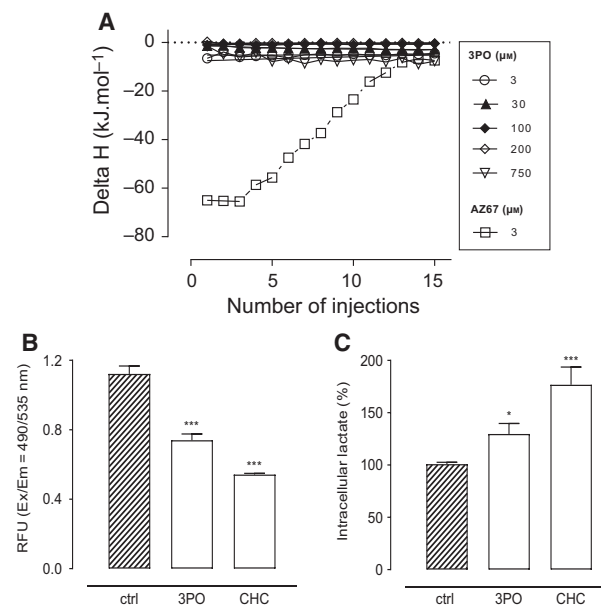 A
Delta H (kJ.mol⁻¹)
0
−20
−40
−60
−80
0 5 10 15
Number of injections
3PO (μM)
3
30
100
200
750
AZ67 (μM)
3
B
RFU (Ex/Em = 490/535 nm)
1.2
0.8
0.4
0.0
***
***
ctrl 3PO CHC
C
Intracellular lactate (%)
200
150
100
50
0
*
***
ctrl 3PO CHC